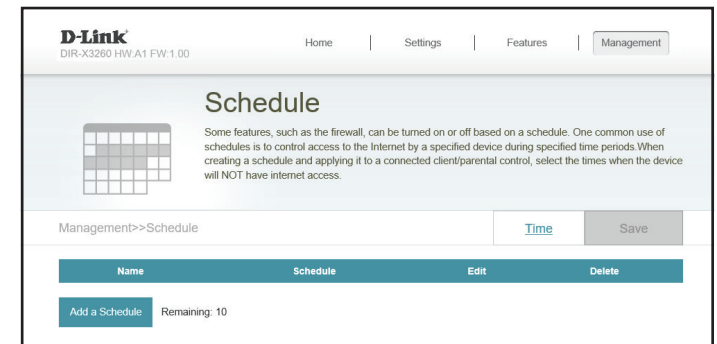 D-Link
DIR-X3260 HW:A1 FW:1.00
Home | Settings | Features | Management
Schedule
Some features, such as the firewall, can be turned on or off based on a schedule. One common use of
schedules is to control access to the Internet by a specified device during specified time periods.When
creating a schedule and applying it to a connected client/parental control, select the times when the device
will NOT have internet access.
Management>>Schedule Time Save
Name Schedule Edit Delete
Add a Schedule Remaining: 10